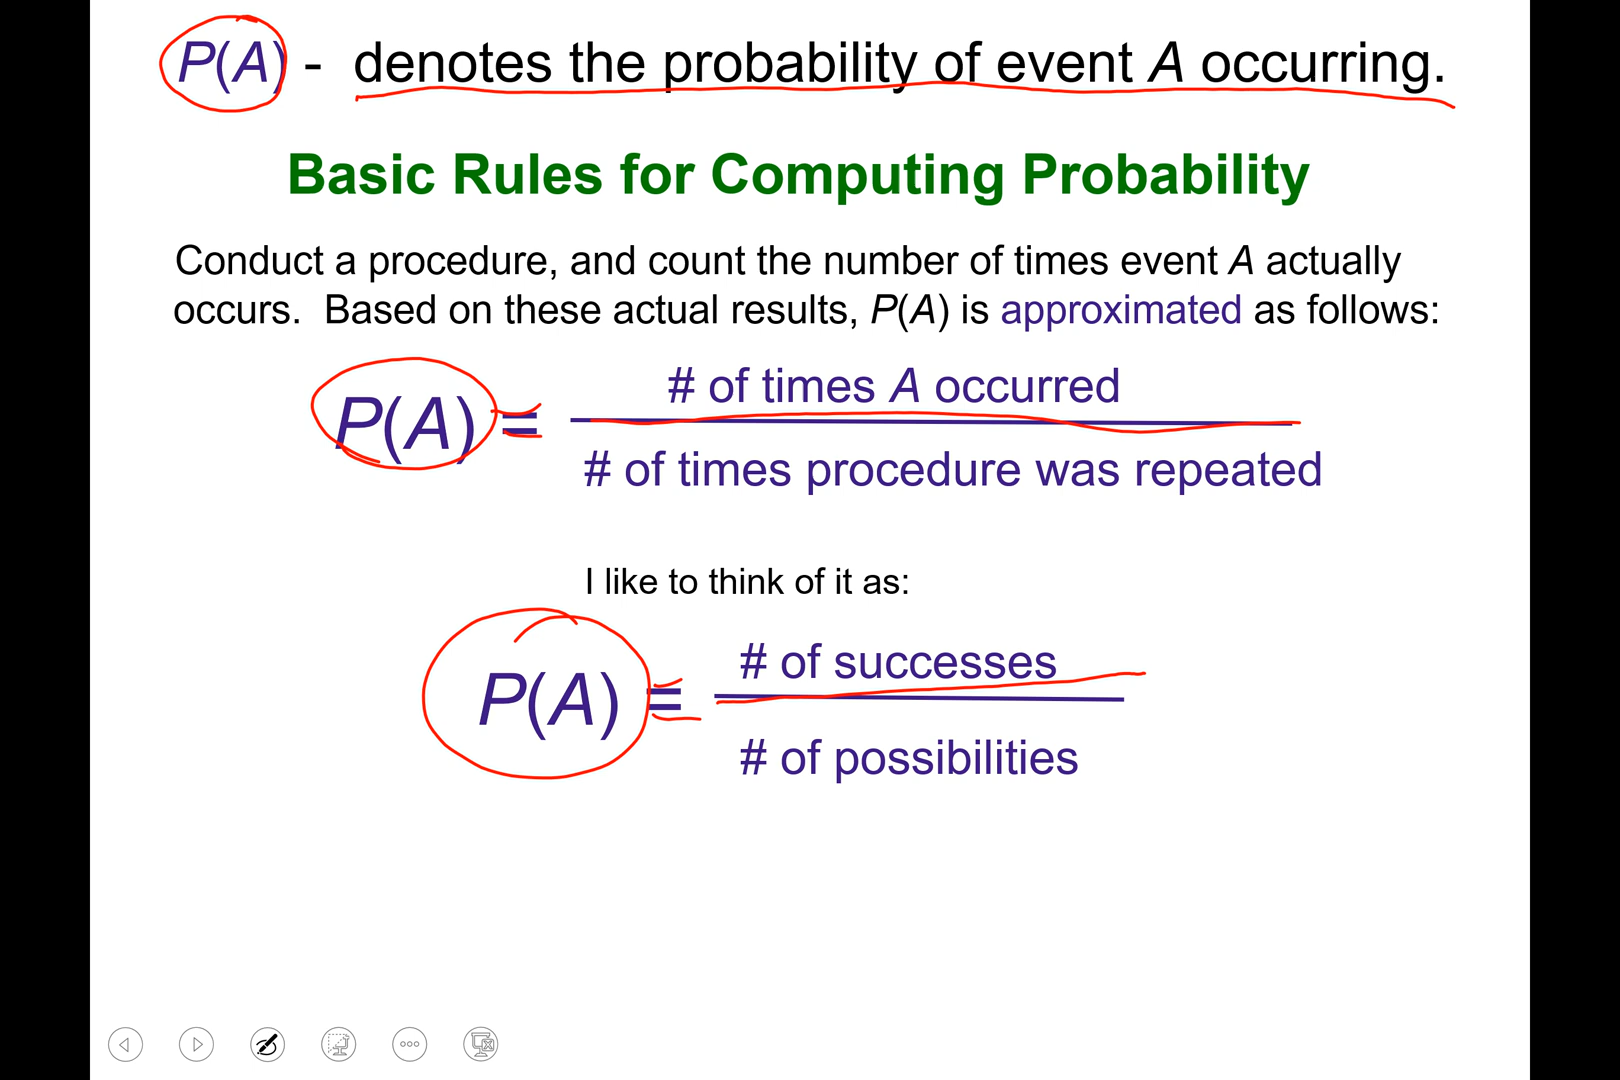 P(A) - denotes the probability of event A occurring.
Basic Rules for Computing Probability
Conduct a procedure, and count the number of times event A actually
occurs. Based on these actual results, P(A) is approximated as follows:
P(A) = # of times A occurred
# of times procedure was repeated
I like to think of it as:
P(A) = # of successes
# of possibilities